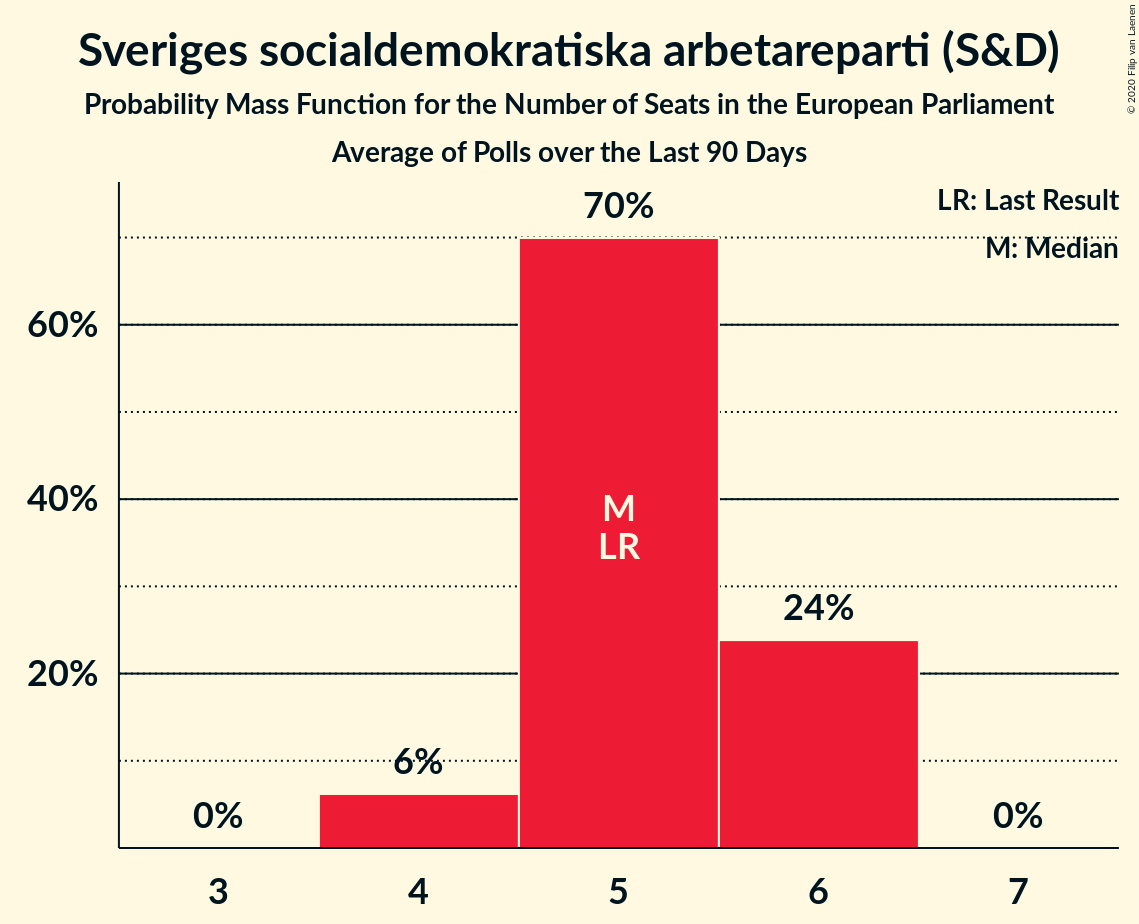 Sveriges socialdemokratiska arbetareparti (S&D)
Probability Mass Function for the Number of Seats in the European Parliament
Average of Polls over the Last 90 Days
© 2020 Filip van Laenen
LR: Last Result
M: Median
70%
60%
40%
20%
M
LR
24%
6%
0%
0%
3 4 5 6 7